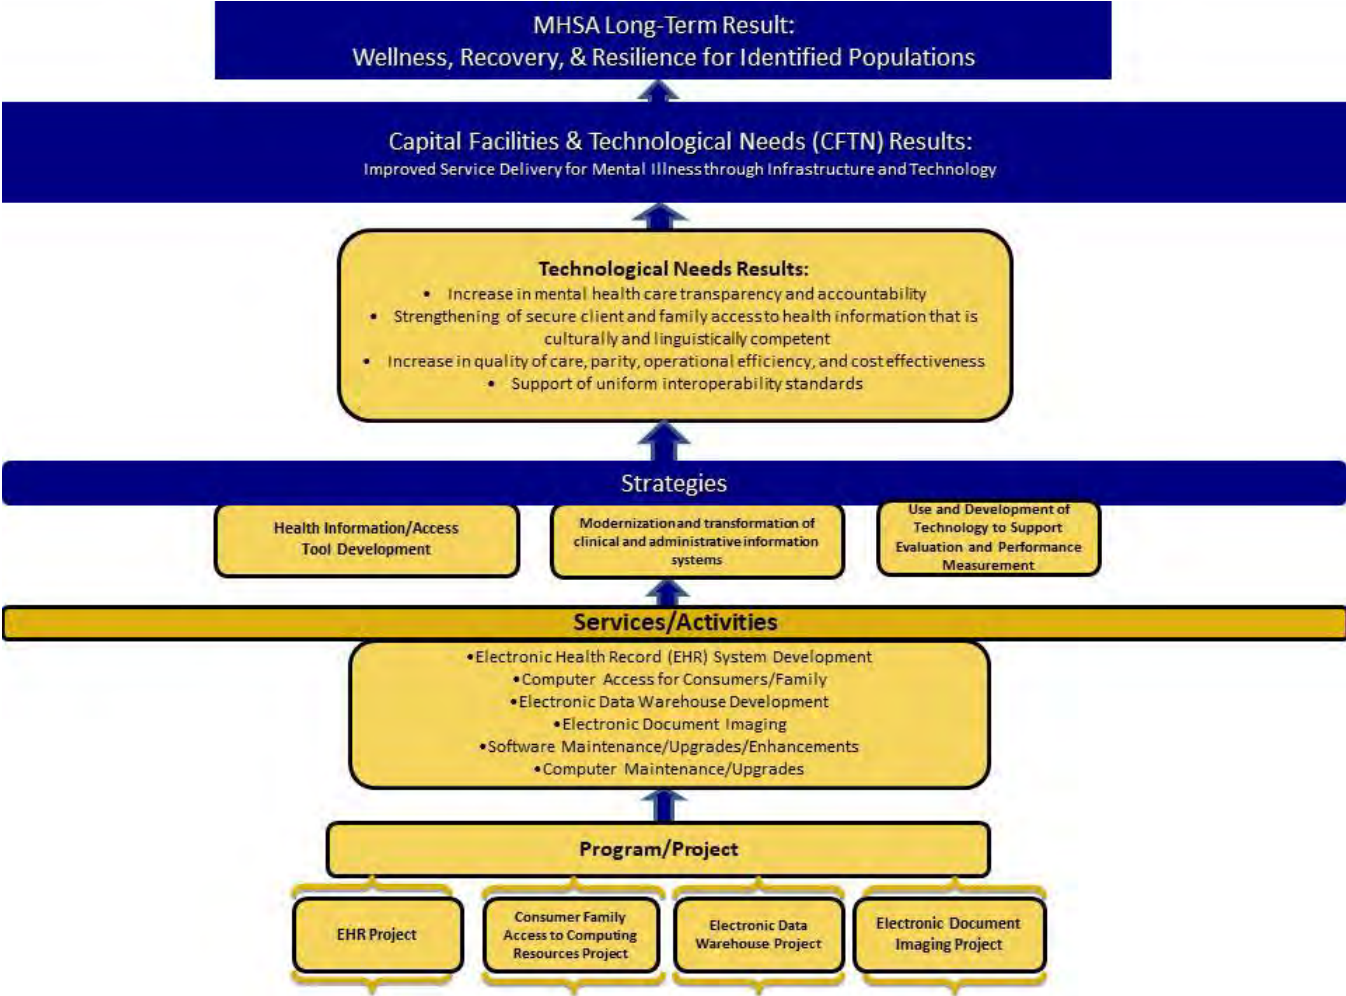 MHSA Long-Term Result:
Wellness, Recovery, & Resilience for Identified Populations
Capital Facilities & Technological Needs (CFTN) Results:
Improved Service Delivery for Mental Illness through Infrastructure and Technology
Technological Needs Results:
• Increase in mental health care transparency and accountability
• Strengthening of secure client and family access to health information that is
culturally and linguistically competent
• Increase in quality of care, parity, operational efficiency, and cost effectiveness
• Support of uniform interoperability standards
Strategies
Health Information/Access
Tool Development
Modernization and transformation of
clinical and administrative information
systems
Use and Development of
Technology to Support
Evaluation and Performance
Measurement
Services/Activities
•Electronic Health Record (EHR) System Development
•Computer Access for Consumers/Family
•Electronic Data Warehouse Development
•Electronic Document Imaging
•Software Maintenance/Upgrades/Enhancements
•Computer Maintenance/Upgrades
Program/Project
EHR Project
Consumer Family
Access to Computing
Resources Project
Electronic Data
Warehouse Project
Electronic Document
Imaging Project